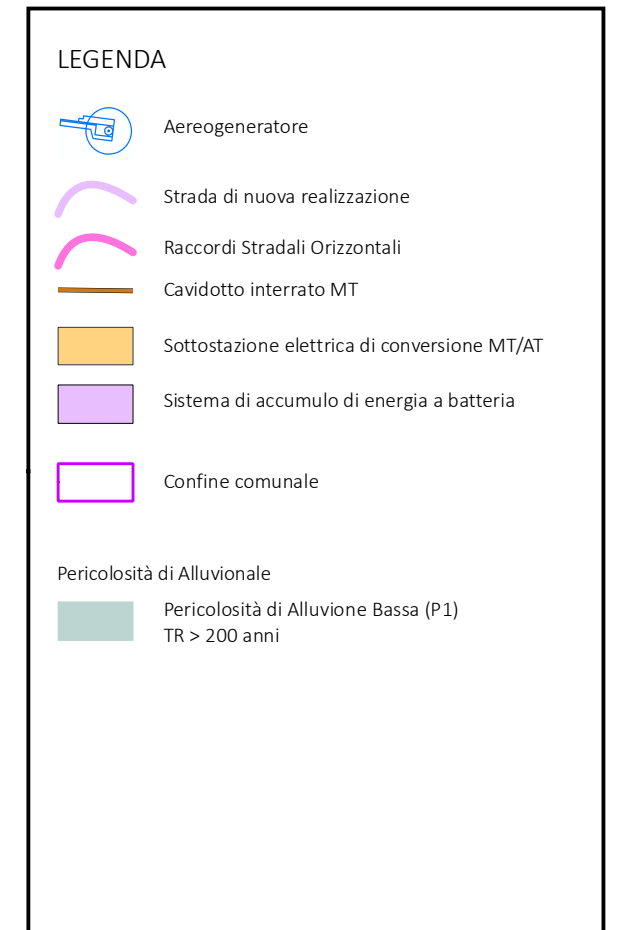 LEGENDA
Aereogeneratore
Strada di nuova realizzazione
Raccordi Stradali Orizzontali
Cavidotto interrato MT
Sottostazione elettrica di conversione MT/AT
Sistema di accumulo di energia a batteria
Confine comunale
Pericolosità di Alluvionale
Pericolosità di Alluvione Bassa (P1)
TR > 200 anni